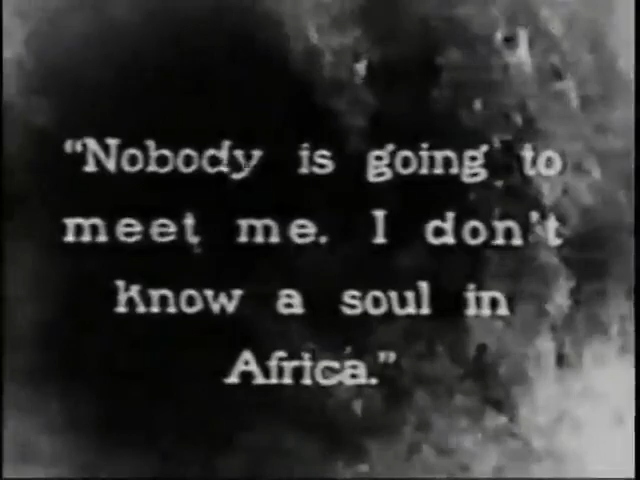 “Nobody is going to
meet me. I don't
know a soul in
Africa.”